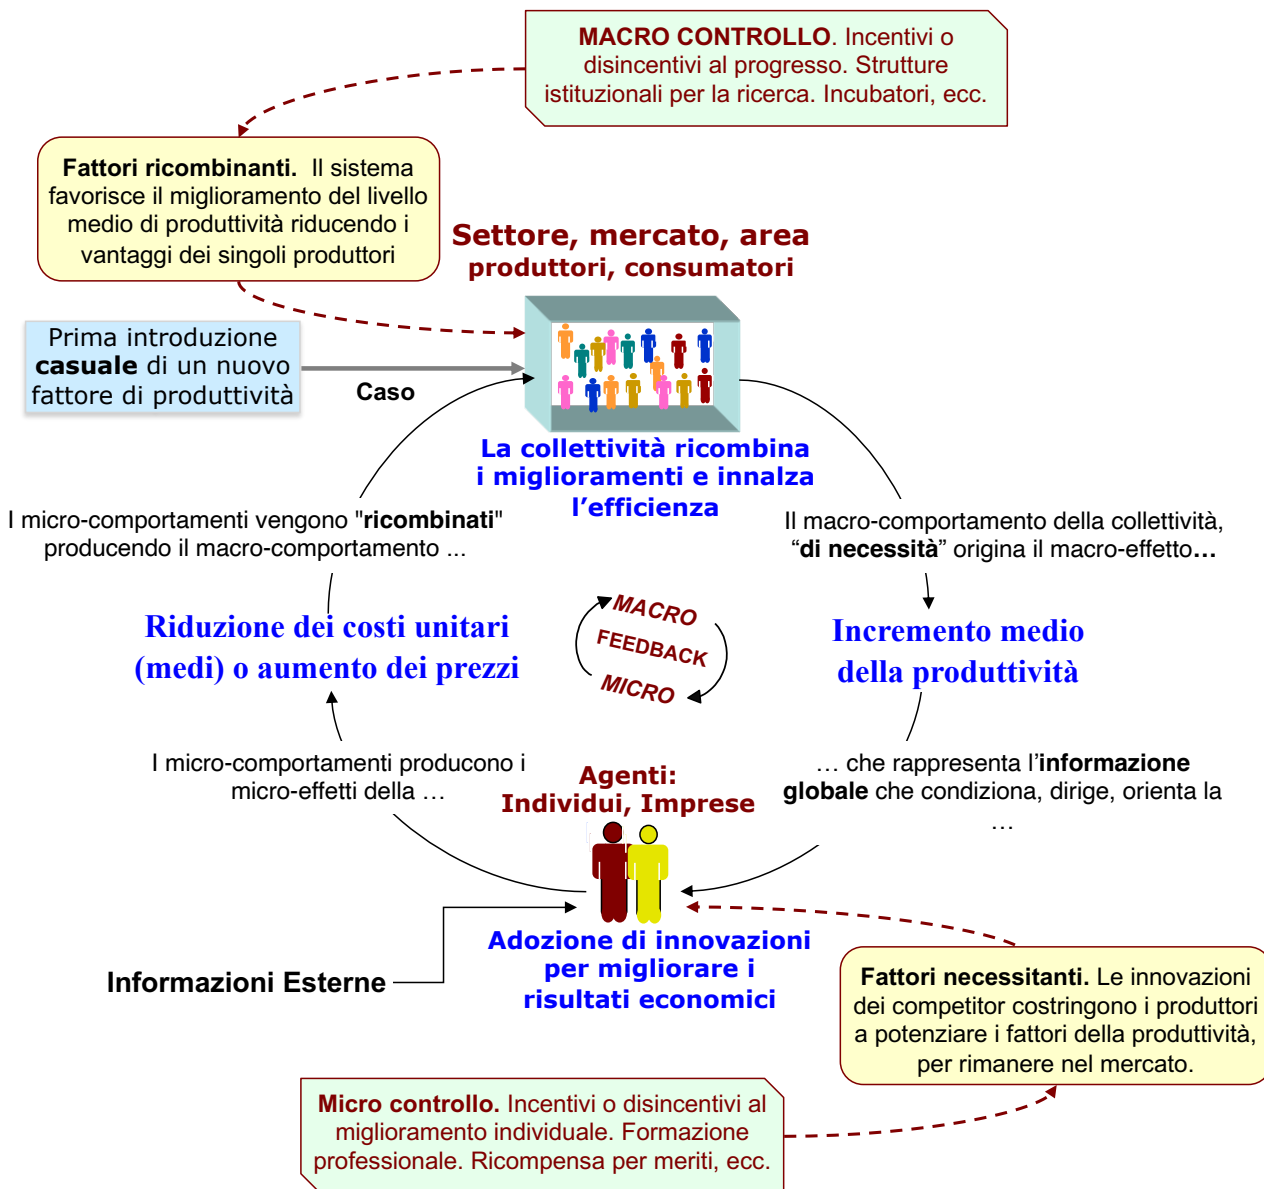 MACRO CONTROLLO. Incentivi o
disincentivi al progresso. Strutture
istituzionali per la ricerca. Incubatori, ecc.
Fattori ricombinanti. Il sistema
favorisce il miglioramento del livello
medio di produttività riducendo i
vantaggi dei singoli produttori
Settore, mercato, area
produttori, consumatori
Prima introduzione
casuale di un nuovo
fattore di produttività
Caso
La collettività ricombina
i miglioramenti e innalza
l’efficienza
I micro-comportamenti vengono "ricombinati"
producendo il macro-comportamento ...
Il macro-comportamento della collettività,
“di necessità” origina il macro-effetto…
Riduzione dei costi unitari
(medi) o aumento dei prezzi
MACRO
FEEDBACK
MICRO
Incremento medio
della produttività
I micro-comportamenti producono i
micro-effetti della …
Agenti:
Individui, Imprese
… che rappresenta l’informazione
globale che condiziona, dirige, orienta la
…
Adozione di innovazioni
per migliorare i
risultati economici
Informazioni Esterne
Fattori necessitanti. Le innovazioni
dei competitor costringono i produttori
a potenziare i fattori della produttività,
per rimanere nel mercato.
Micro controllo. Incentivi o disincentivi al
miglioramento individuale. Formazione
professionale. Ricompensa per meriti, ecc.